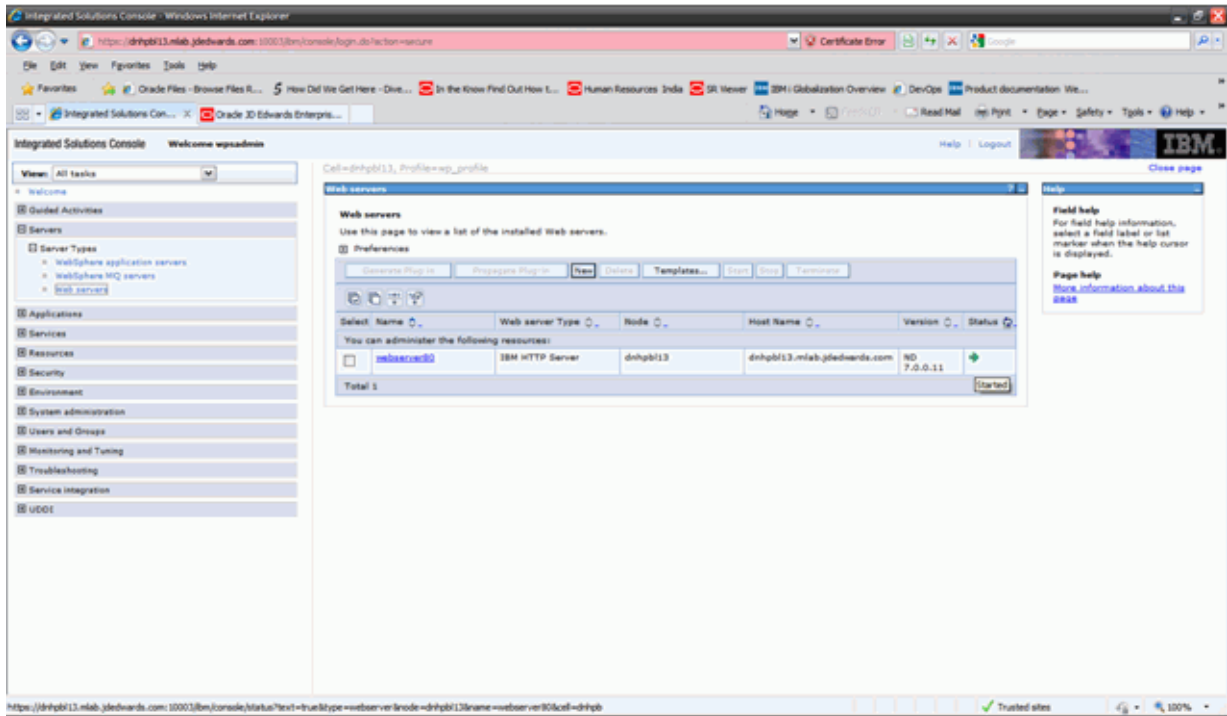 Integrated Solutions Console - Windows Internet Explorer
https://dnhpbl13.mlab.jdedwards.com:10003/ibm/console/login.do?action=secure
Certificate Error
Google
File Edit View Favorites Tools Help
Favorites
Oracle Files - Browse Files R...
How Did We Get Here - Dive...
In the Know Find Out How t...
Human Resources India
SR Viewer
IBM i Globalization Overview
DevOps
Product documentation We...
Integrated Solutions Con...
Oracle JD Edwards Enterpris...
Home
Read Mail
Print
Page
Safety
Tools
Help
Integrated Solutions Console Welcome wpsadmin
Help | Logout
IBM.
View: All tasks
Cell=dnhpbl13, Profile=wp_profile
Close page
Welcome
Guided Activities
Servers
Server Types
WebSphere application servers
WebSphere MQ servers
Web servers
Applications
Services
Resources
Security
Environment
System administration
Users and Groups
Monitoring and Tuning
Troubleshooting
Service integration
UDDI
Web servers
Web servers
Use this page to view a list of the installed Web servers.
Preferences
Generate Plug-in Propagate Plug-in New Delete Templates... Start Stop Terminate
Select Name Web server Type Node Host Name Version Status
You can administer the following resources:
webserver80 IBM HTTP Server dnhpbl13 dnhpbl13.mlab.jdedwards.com ND 7.0.0.11
Total 1
Started
Help
Field help
For field help information,
select a field label or list
marker when the help cursor
is displayed.
Page help
More information about this
page
https://dnhpbl13.mlab.jdedwards.com:10003/ibm/console/status?text=true&type=webserver&node=dnhpbl13&name=webserver80&cell=dnhpb
Trusted sites
100%